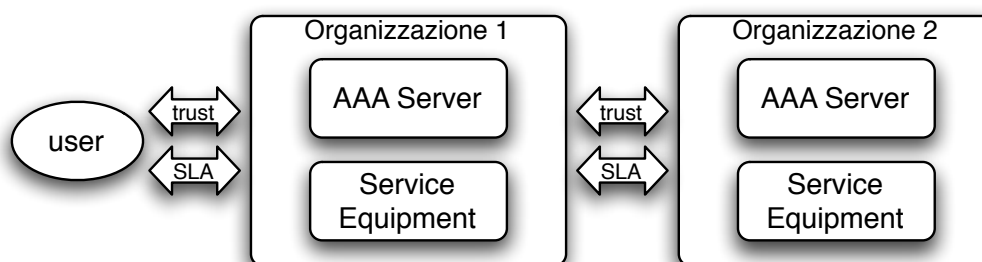 Organizzazione 1
Organizzazione 2
AAA Server
AAA Server
trust
trust
user
SLA
SLA
Service
Equipment
Service
Equipment